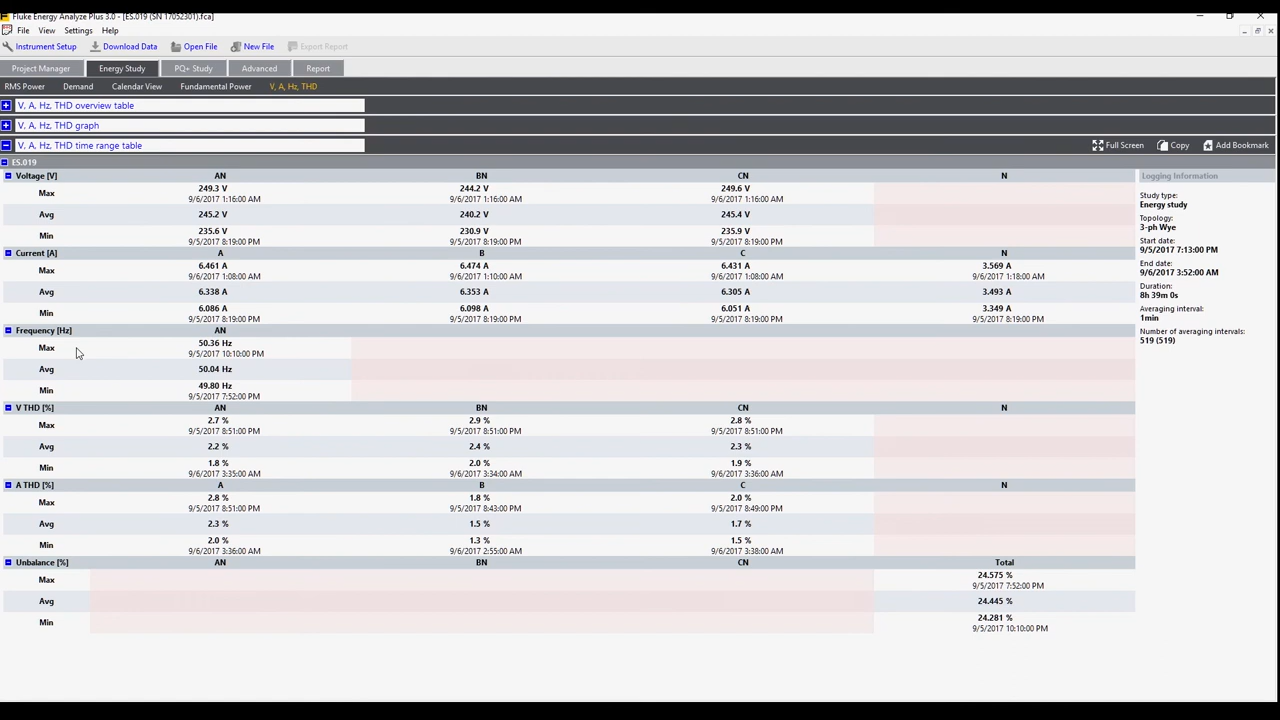 Fluke Energy Analyze Plus 3.0 - [ES.019 (SN 17052301).fca]
File View Settings Help
Instrument Setup Download Data Open File New File Export Report
Project Manager Energy Study PQ+ Study Advanced Report
RMS Power Demand Calendar View Fundamental Power V, A, Hz, THD
V, A, Hz, THD overview table
V, A, Hz, THD graph
V, A, Hz, THD time range table Full Screen Copy Add Bookmark
ES.019
Voltage [V] AN BN CN N
Max 249.3 V 244.2 V 249.6 V
9/6/2017 1:16:00 AM 9/6/2017 1:16:00 AM 9/6/2017 1:16:00 AM
Avg 245.2 V 240.2 V 245.4 V
Min 235.6 V 230.9 V 235.9 V
9/5/2017 8:19:00 PM 9/5/2017 8:19:00 PM 9/5/2017 8:19:00 PM
Current [A] A B C N
Max 6.461 A 6.474 A 6.431 A 3.569 A
9/6/2017 1:08:00 AM 9/6/2017 1:10:00 AM 9/6/2017 1:08:00 AM 9/6/2017 1:18:00 AM
Avg 6.338 A 6.353 A 6.305 A 3.493 A
Min 6.086 A 6.098 A 6.051 A 3.349 A
9/5/2017 8:19:00 PM 9/5/2017 8:19:00 PM 9/5/2017 8:19:00 PM 9/5/2017 8:19:00 PM
Frequency [Hz] AN
Max 50.36 Hz
9/5/2017 10:10:00 PM
Avg 50.04 Hz
Min 49.80 Hz
9/5/2017 7:52:00 PM
V THD [%] AN BN CN N
Max 2.7 % 2.9 % 2.8 %
9/5/2017 8:51:00 PM 9/5/2017 8:51:00 PM 9/5/2017 8:51:00 PM
Avg 2.2 % 2.4 % 2.3 %
Min 1.8 % 2.0 % 1.9 %
9/6/2017 3:35:00 AM 9/6/2017 3:34:00 AM 9/6/2017 3:36:00 AM
A THD [%] A B C N
Max 2.8 % 1.8 % 2.0 %
9/5/2017 8:51:00 PM 9/5/2017 8:43:00 PM 9/5/2017 8:49:00 PM
Avg 2.3 % 1.5 % 1.7 %
Min 2.0 % 1.3 % 1.5 %
9/6/2017 3:36:00 AM 9/6/2017 2:55:00 AM 9/6/2017 3:38:00 AM
Unbalance [%] AN BN CN Total
Max 24.575 %
9/5/2017 7:52:00 PM
Avg 24.445 %
Min 24.281 %
9/5/2017 10:10:00 PM
Logging Information
Study type:
Energy study
Topology:
3-ph Wye
Start date:
9/5/2017 7:13:00 PM
End date:
9/6/2017 3:52:00 AM
Duration:
8h 39m 0s
Averaging interval:
1min
Number of averaging intervals:
519 (519)